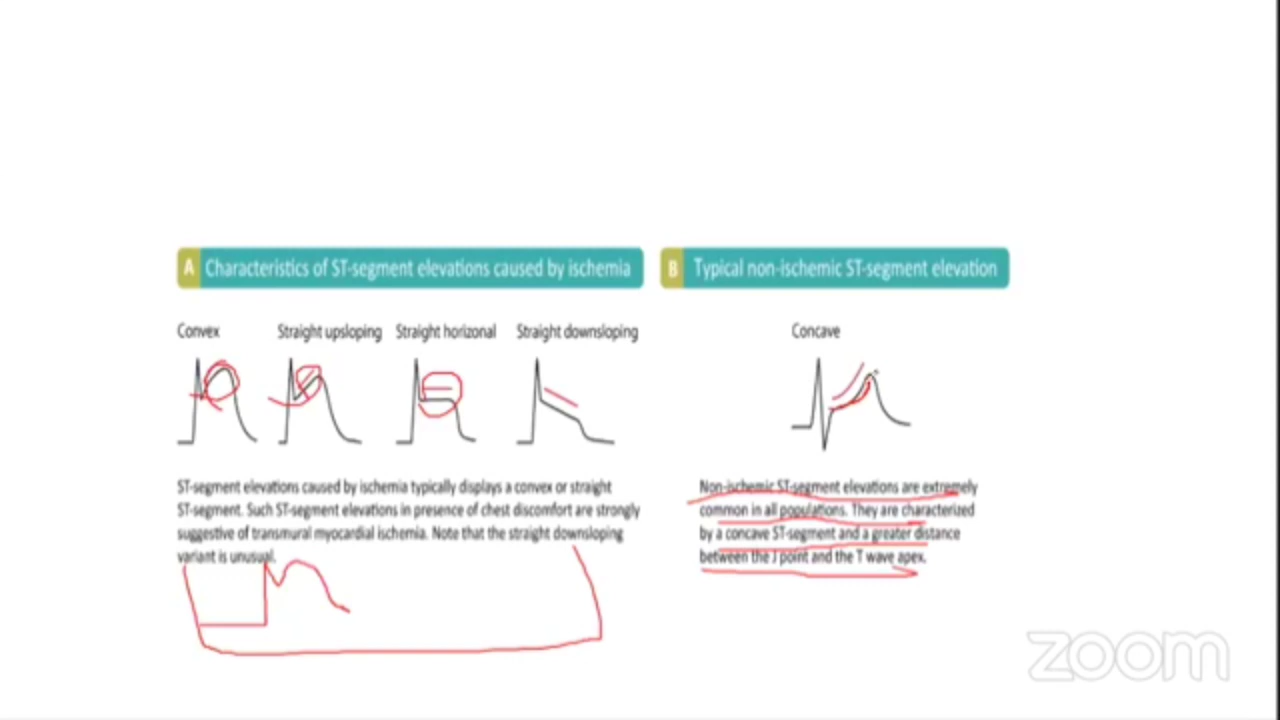 A Characteristics of ST-segment elevations caused by ischemia
B Typical non-ischemic ST-segment elevation
Convex
Straight upsloping
Straight horizonal
Straight downsloping
Concave
ST-segment elevations caused by ischemia typically displays a convex or straight
ST-segment. Such ST-segment elevations in presence of chest discomfort are strongly
suggestive of transmural myocardial ischemia. Note that the straight downsloping
variant is unusual.
Non-ischemic ST-segment elevations are extremely
common in all populations. They are characterized
by a concave ST-segment and a greater distance
between the J point and the T wave apex.
zoom